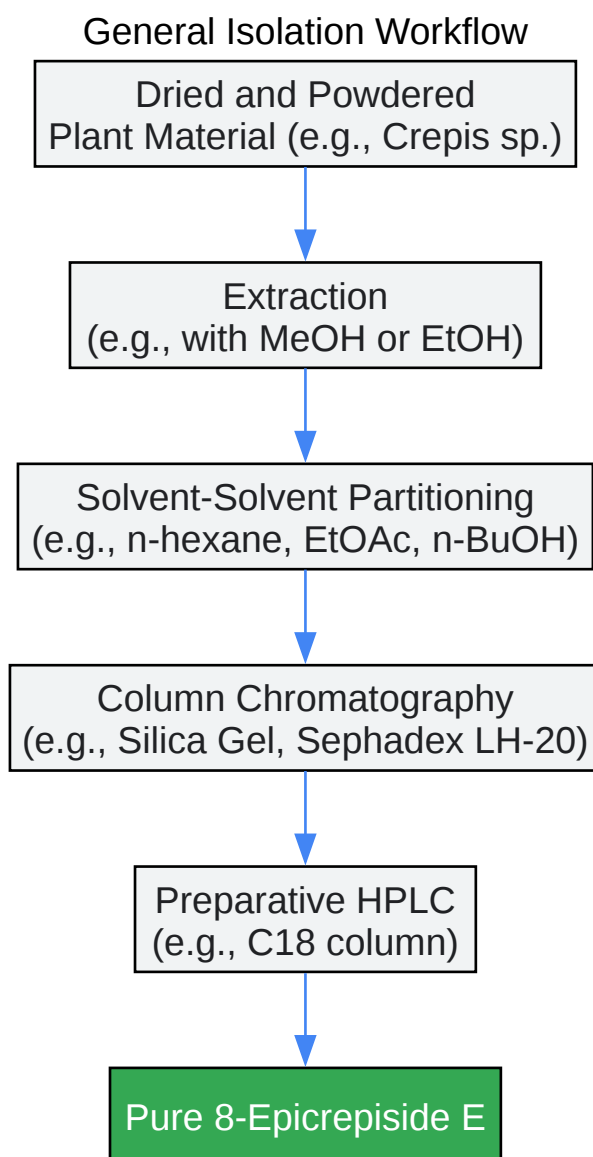 General Isolation Workflow
Dried and Powdered
Plant Material (e.g., Crepis sp.)
Extraction
(e.g., with MeOH or EtOH)
Solvent-Solvent Partitioning
(e.g., n-hexane, EtOAc, n-BuOH)
Column Chromatography
(e.g., Silica Gel, Sephadex LH-20)
Preparative HPLC
(e.g., C18 column)
Pure 8-Epicrepiside E